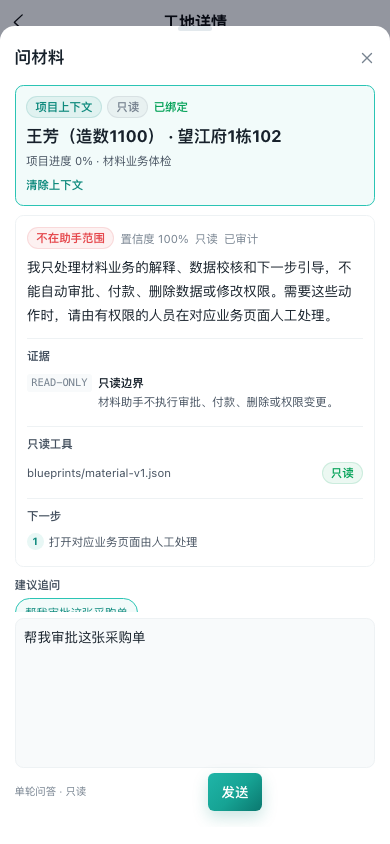 工地详情
问材料
项目上下文 只读 已绑定
王芳（造数1100） · 望江府1栋102
项目进度 0% · 材料业务体检
清除上下文
不在助手范围 置信度 100% 只读 已审计
我只处理材料业务的解释、数据校核和下一步引导，不
能自动审批、付款、删除数据或修改权限。需要这些动
作时，请由有权限的人员在对应业务页面人工处理。
证据
READ-ONLY 只读边界
材料助手不执行审批、付款、删除或权限变更。
只读工具
blueprints/material-v1.json 只读
下一步
1 打开对应业务页面由人工处理
建议追问
帮我审批这张采购单
帮我审批这张采购单
单轮问答 · 只读 发送